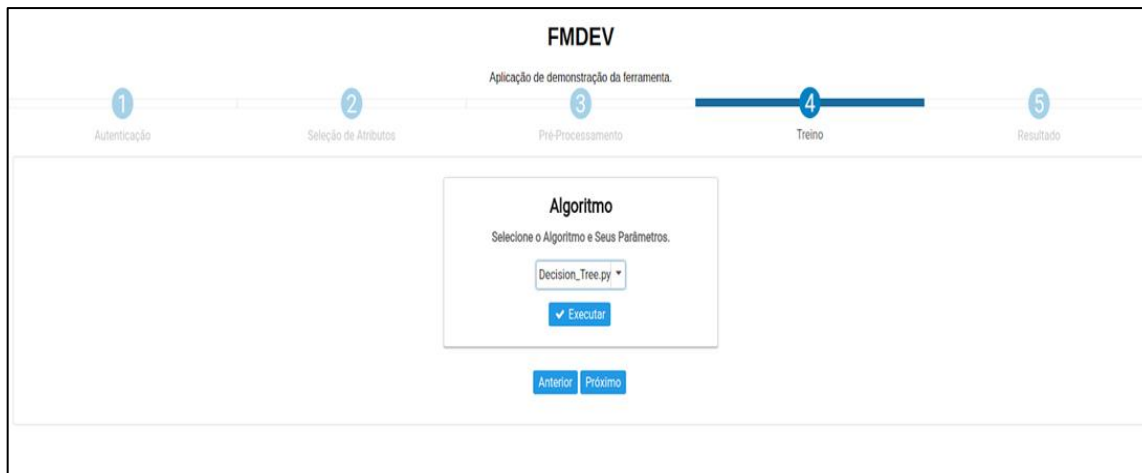 FMDEV
Aplicação de demonstração da ferramenta.
1 2 3 4 5
Autenticação Seleção de Atributos Pré-Processamento Treino Resultado
Algoritmo
Selecione o Algoritmo e Seus Parâmetros.
Decision_Tree.py
Executar
Anterior Próximo